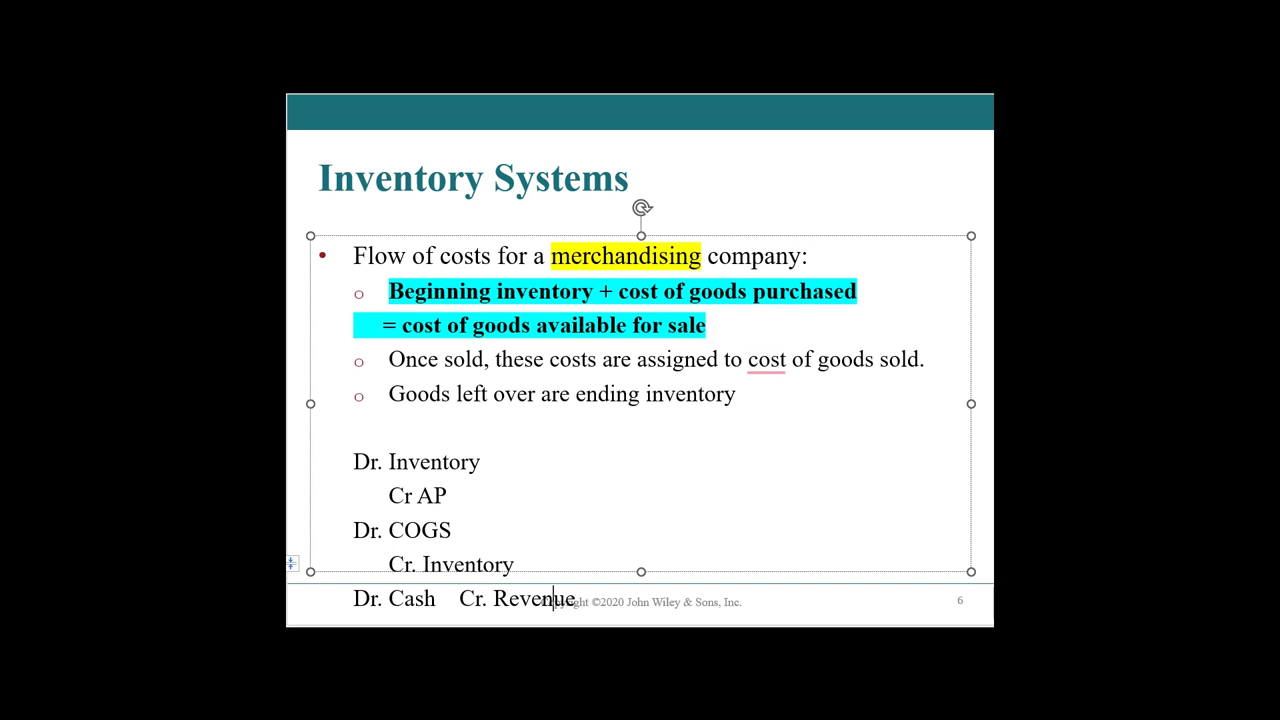 Inventory Systems
• Flow of costs for a merchandising company:
o Beginning inventory + cost of goods purchased
= cost of goods available for sale
o Once sold, these costs are assigned to cost of goods sold.
o Goods left over are ending inventory
Dr. Inventory
Cr AP
Dr. COGS
Cr. Inventory
Dr. Cash Cr. Revenue
Copyright ©2020 John Wiley & Sons, Inc.
6